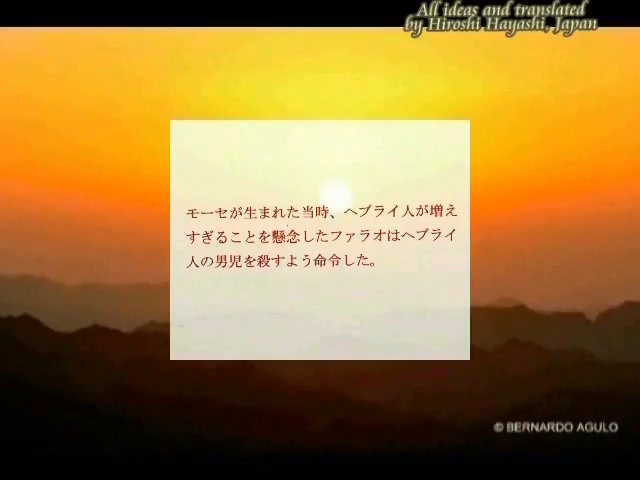 All ideas and translated
by Hiroshi Hayashi, Japan
モーセが生まれた当時、ヘブライ人が増え
すぎることを懸念したファラオはヘブライ
人の男児を殺すよう命令した。
© BERNARDO AGULO